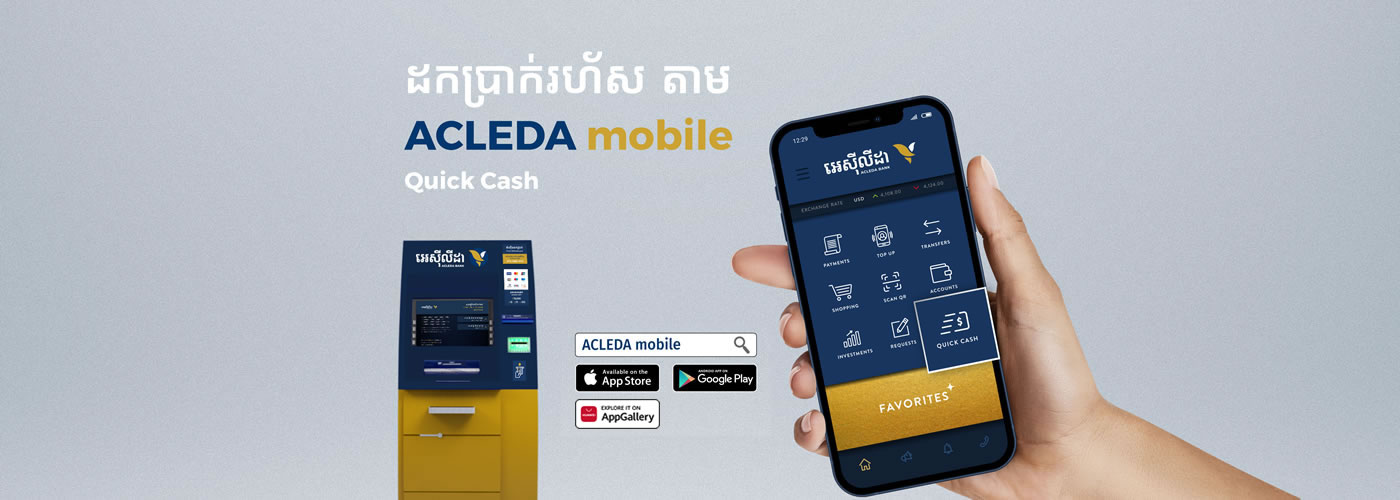 ដកប្រាក់រហ័ស តាម
ACLEDA mobile
Quick Cash
អេស៊ីលីដា
ACLEDA BANK
ACLEDA mobile
Available on the
App Store
ANDROID APP ON
Google Play
EXPLORE IT ON
AppGallery
12:29
អេស៊ីលីដា
ACLEDA BANK
EXCHANGE RATE USD 4,108.00 4,124.00
PAYMENTS TOP UP TRANSFERS
SHOPPING SCAN QR ACCOUNTS
INVESTMENTS REQUESTS QUICK CASH
FAVORITES